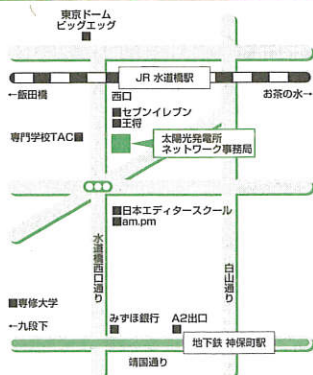 東京ドーム
ビッグエッグ
JR 水道橋駅
←飯田橋
西口
お茶の水→
■セブンイレブン
■王将
専門学校TAC■
太陽光発電所
ネットワーク事務局
■日本エディタースクール
■am.pm
水道橋西口通り
白山通り
■専修大学
←九段下
みずほ銀行
A2出口
地下鉄 神保町駅
靖国通り